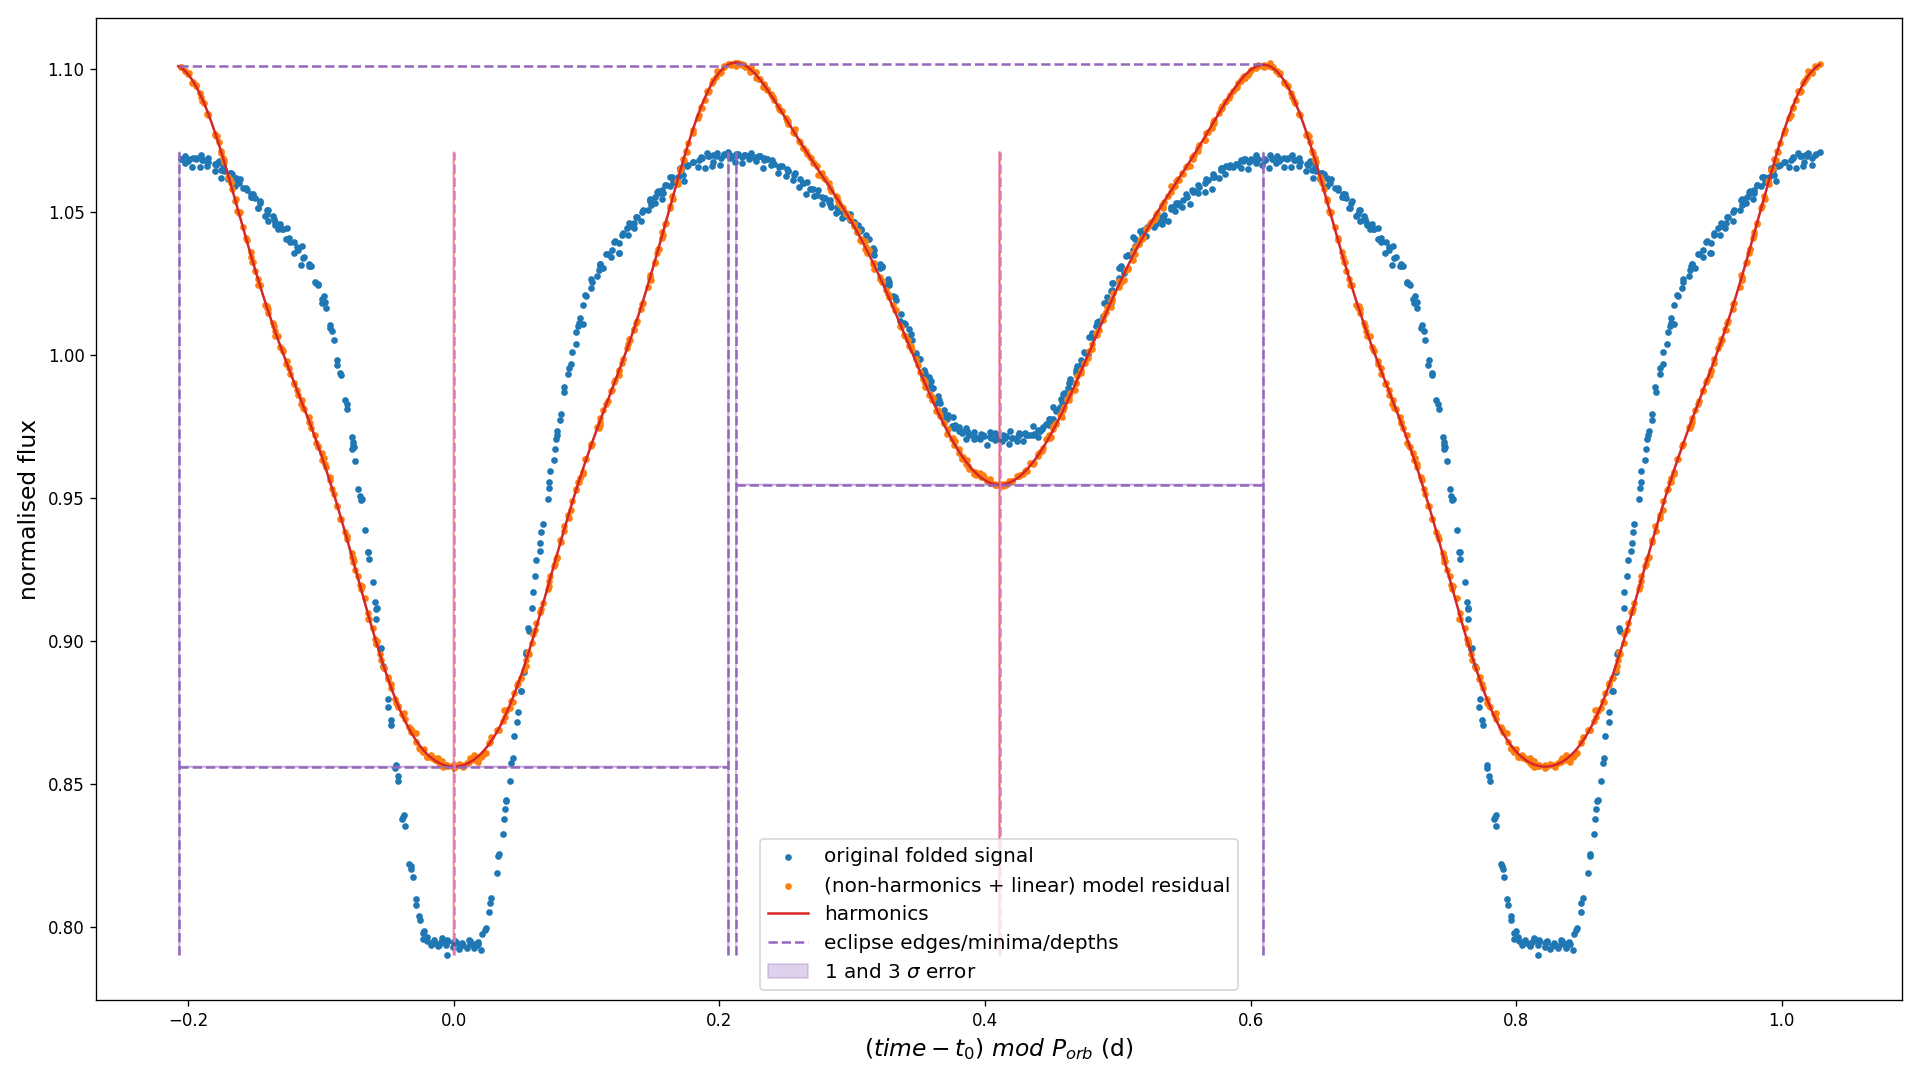 normalised flux
1.10
1.05
1.00
0.95
0.90
0.85
0.80
original folded signal
(non-harmonics + linear) model residual
harmonics
eclipse edges/minima/depths
1 and 3 σ error
−0.2 0.0 0.2 0.4 0.6 0.8 1.0
(time − t₀) mod Pₒᵣb (d)